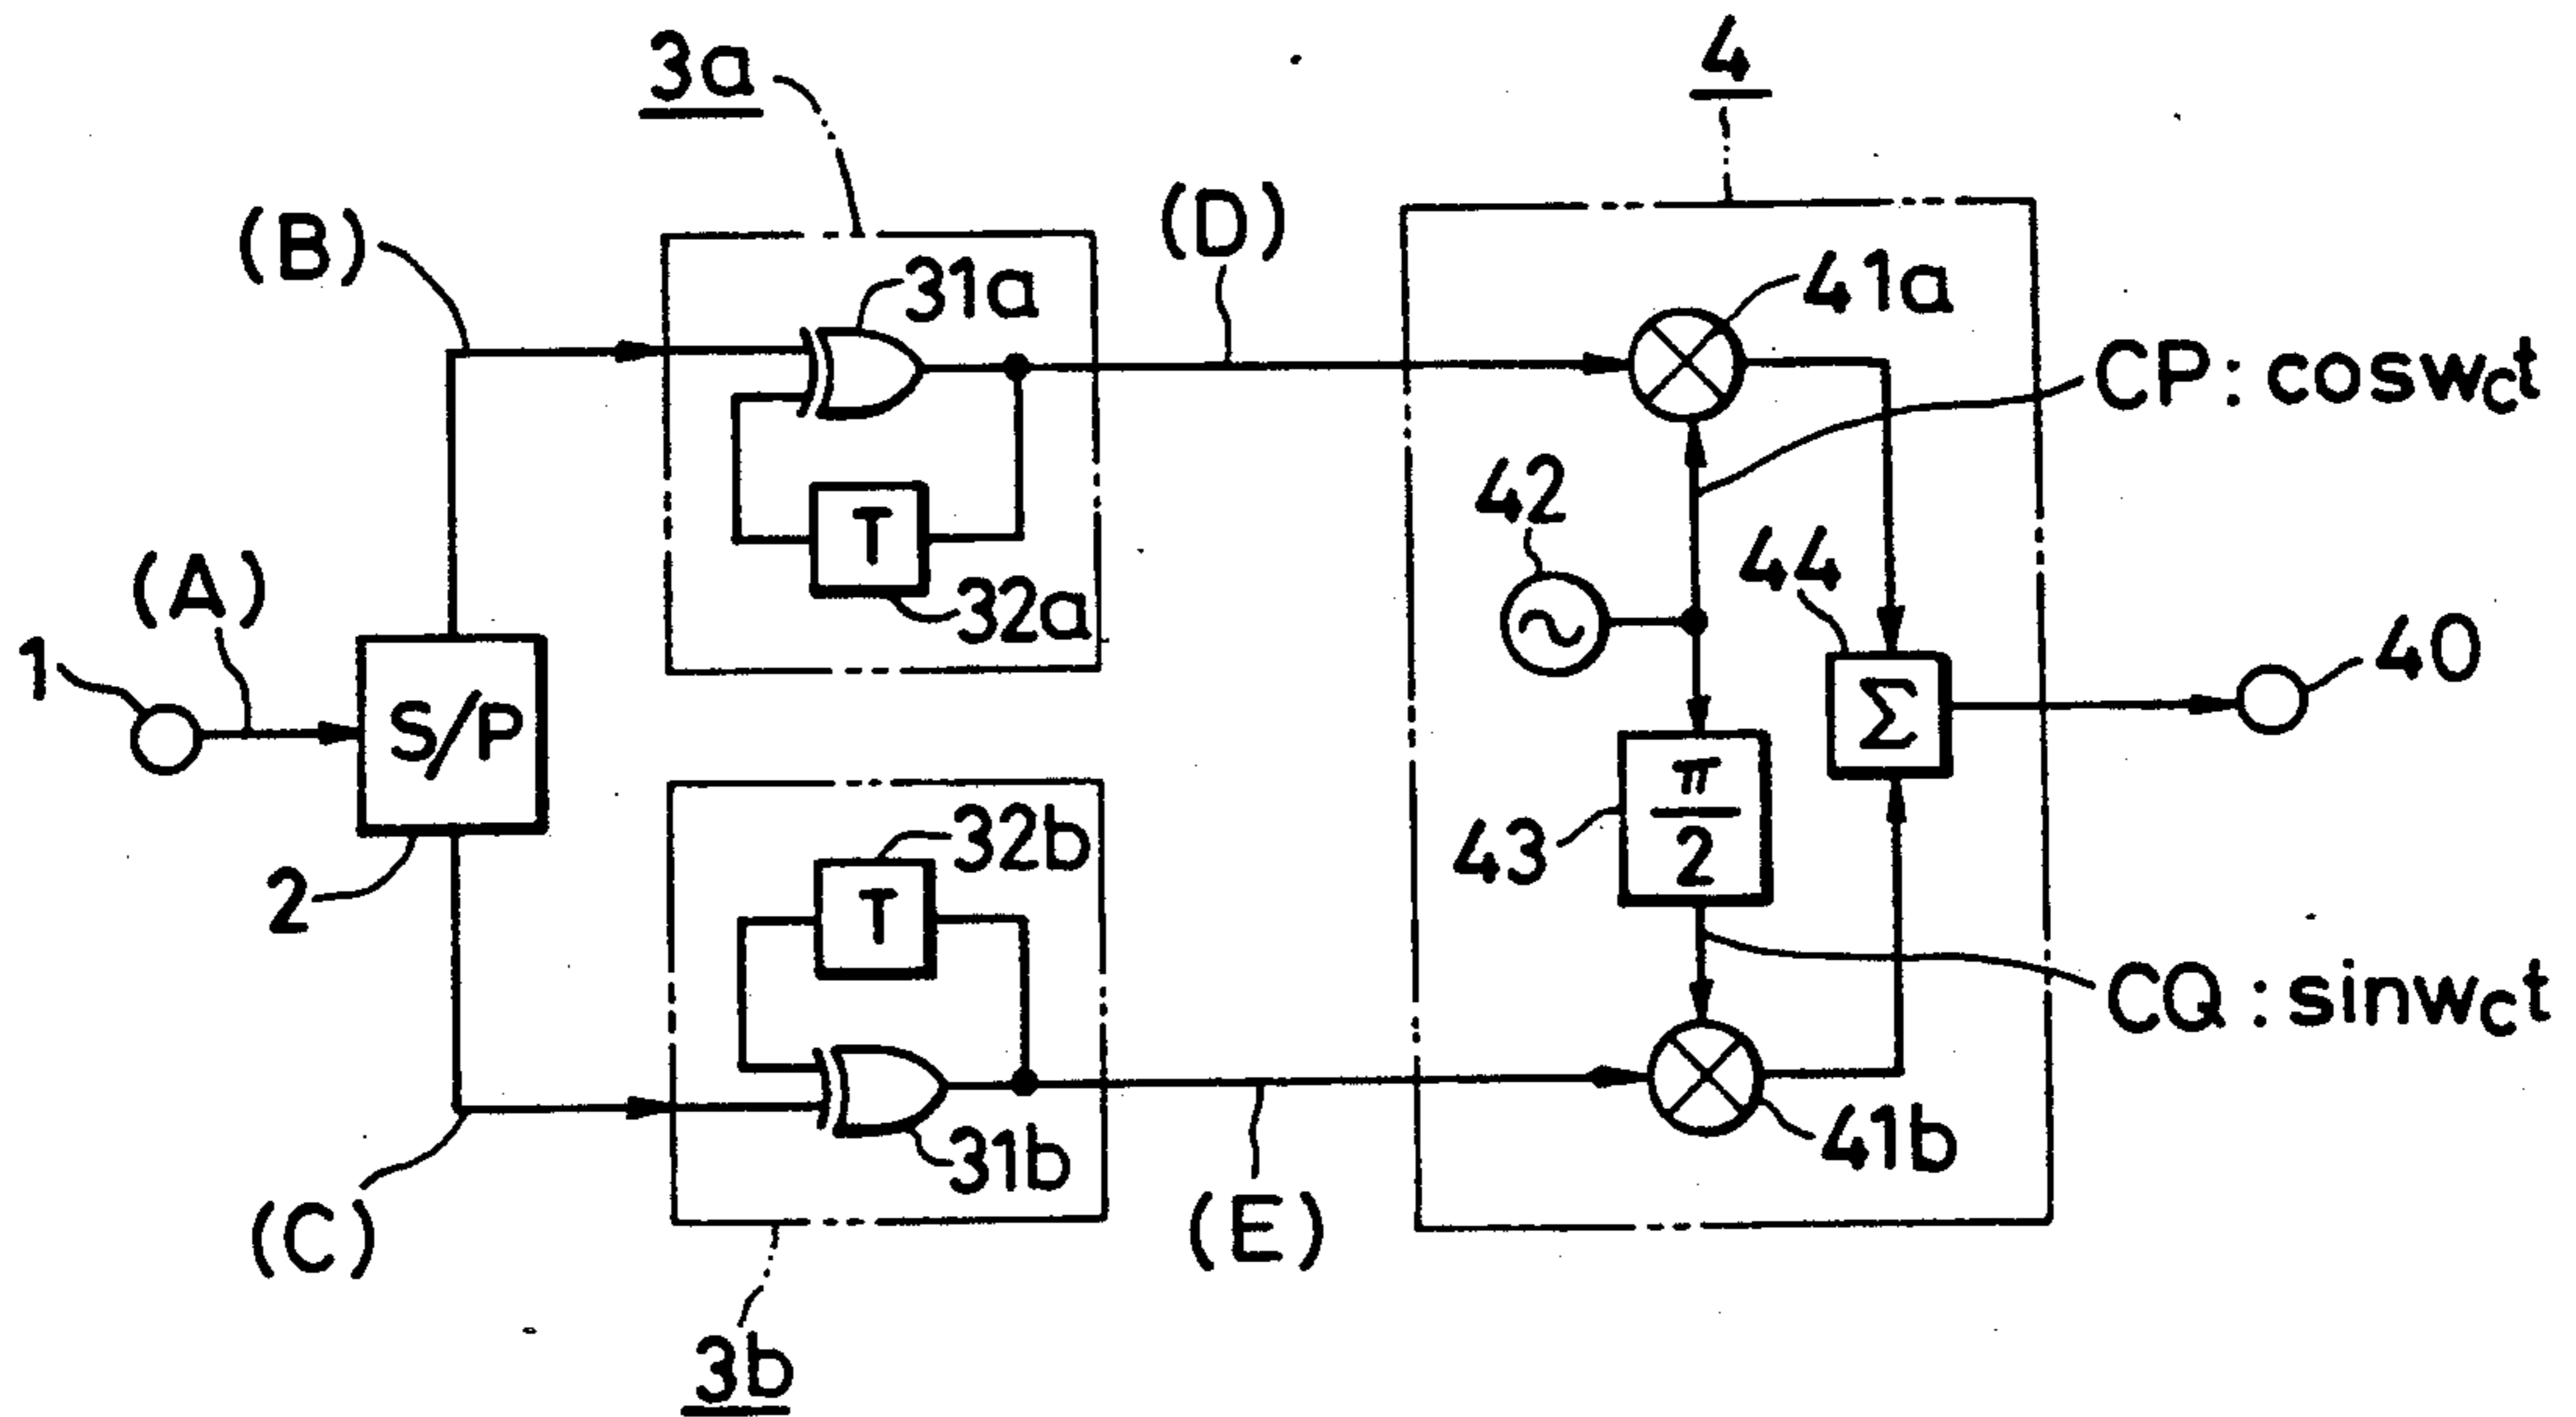 3a
4
(B)
(D)
31a
41a
CP: coswct
T
42
44
(A)
32a
1
40
S/P
Σ
π
2
43
2
32b
T
CQ: sinwct
31b
41b
(C)
(E)
3b